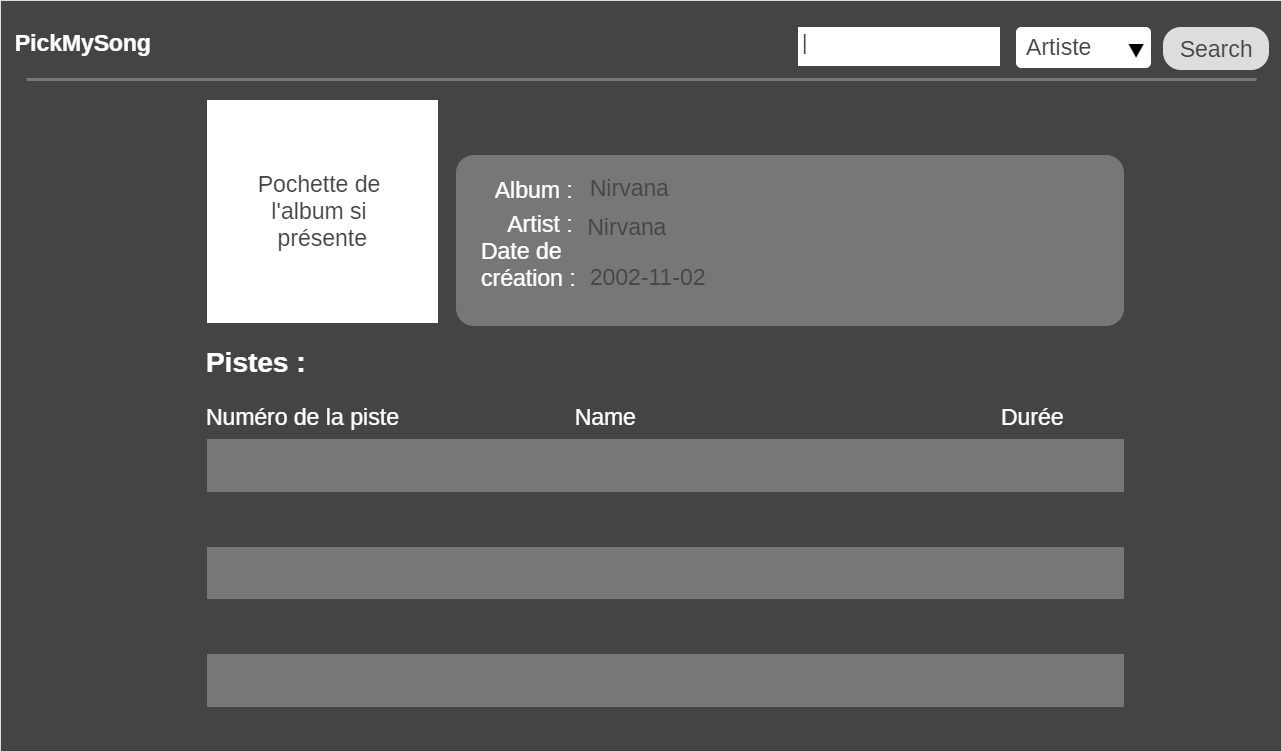 PickMySong
Artiste
Search
Pochette de
l'album si
présente
Album : Nirvana
Artist : Nirvana
Date de
création : 2002-11-02
Pistes :
Numéro de la piste Name Durée